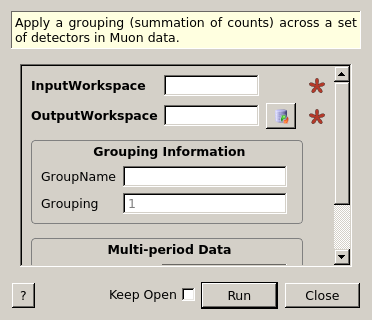 Apply a grouping (summation of counts) across a set
of detectors in Muon data.
InputWorkspace
*
OutputWorkspace
*
Grouping Information
GroupName
Grouping 1
Multi-period Data
? Keep Open Run Close